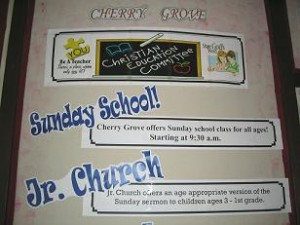 CHERRY GROVE
YOU
Be A Teacher
CHRISTIAN
EDUCATION
COMMITTEE
Sunday School!
Cherry Grove offers Sunday school class for all ages!
Starting at 9:30 a.m.
Jr. Church
Jr. Church offers an age appropriate version of the
Sunday sermon to children ages 3 - 1st grade.